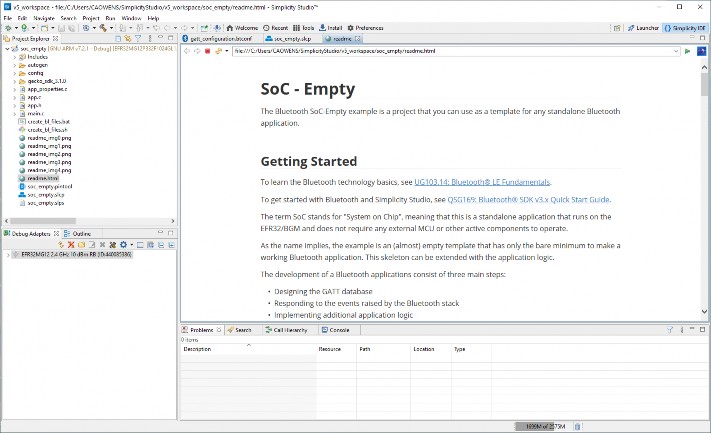 v5_workspace - file:/C:/Users/CAOWENS/SimplicityStudio/v5_workspace/soc_empty/readme.html - Simplicity Studio™
File Edit Navigate Search Project Run Window Help
Welcome Recent Tools Install Preferences
Launcher {} Simplicity IDE
Project Explorer
soc_empty [GNU ARM v7.2.1 - Debug] [EFR32MG12P332F1024GL
Includes
autogen
config
gecko_sdk_3.1.0
app_properties.c
app.c
app.h
main.c
create_bl_files.bat
create_bl_files.sh
readme_img0.png
readme_img1.png
readme_img2.png
readme_img3.png
readme_img4.png
readme.html
soc_empty.pintool
soc_empty.slcp
soc_empty.slps
Debug Adapters Outline
EFR32MG12 2.4 GHz 10 dBm RB (ID:440085386)
gatt_configuration.btconf soc_empty.slcp readme
file:///C:/Users/CAOWENS/SimplicityStudio/v5_workspace/soc_empty/readme.html
SoC - Empty
The Bluetooth SoC-Empty example is a project that you can use as a template for any standalone Bluetooth
application.
Getting Started
To learn the Bluetooth technology basics, see UG103.14: Bluetooth® LE Fundamentals.
To get started with Bluetooth and Simplicity Studio, see QSG169: Bluetooth® SDK v3.x Quick Start Guide.
The term SoC stands for "System on Chip", meaning that this is a standalone application that runs on the
EFR32/BGM and does not require any external MCU or other active components to operate.
As the name implies, the example is an (almost) empty template that has only the bare minimum to make a
working Bluetooth application. This skeleton can be extended with the application logic.
The development of a Bluetooth applications consist of three main steps:
• Designing the GATT database
• Responding to the events raised by the Bluetooth stack
• Implementing additional application logic
Problems Search Call Hierarchy Console
0 items
Description Resource Path Location Type
1699M of 2575M